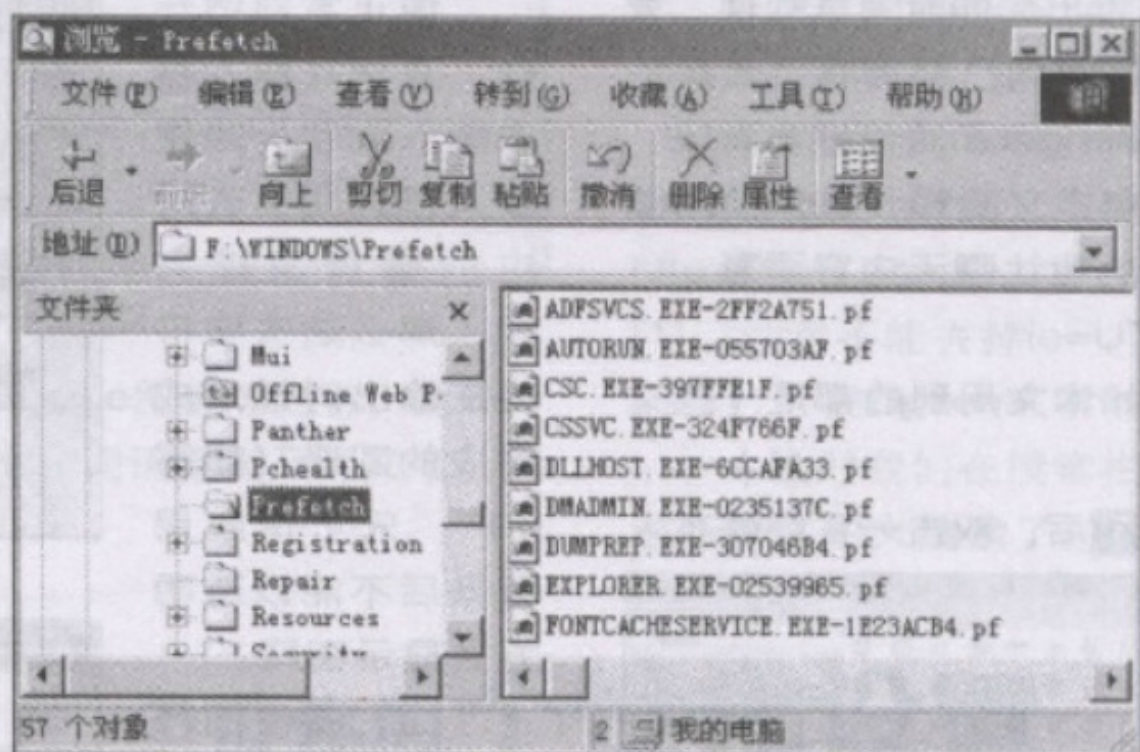 浏览 - Prefetch
文件(F) 编辑(E) 查看(V) 转到(G) 收藏(A) 工具(T) 帮助(H)
后退 前进 向上 剪切 复制 粘贴 撤消 删除 属性 查看
地址(D) F:\WINDOWS\Prefetch
文件夹
Mui
Offline Web P
Panther
Pchealth
Prefetch
Registration
Repair
Resources
Security
ADFSVCS.EXE-2FF2A751.pf
AUTORUN.EXE-055703AF.pf
CSC.EXE-397FFE1F.pf
CSSVC.EXE-324F766F.pf
DLLHOST.EXE-6CCAFA33.pf
DMADMIN.EXE-0235137C.pf
DUMPREP.EXE-307046B4.pf
EXPLORER.EXE-02539965.pf
FONTCACHESERVICE.EXE-1E23ACB4.pf
57 个对象 2 我的电脑